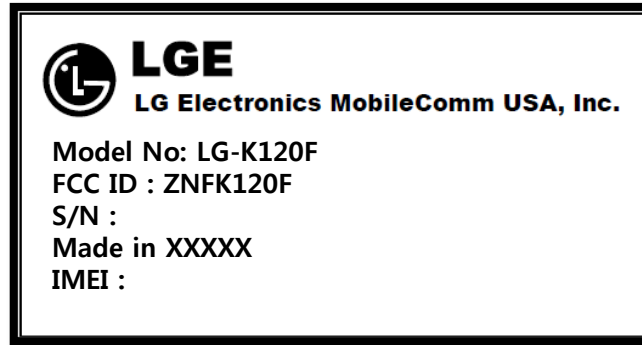 LGE
LG Electronics MobileComm USA, Inc.
Model No: LG-K120F
FCC ID : ZNFK120F
S/N :
Made in XXXXX
IMEI :